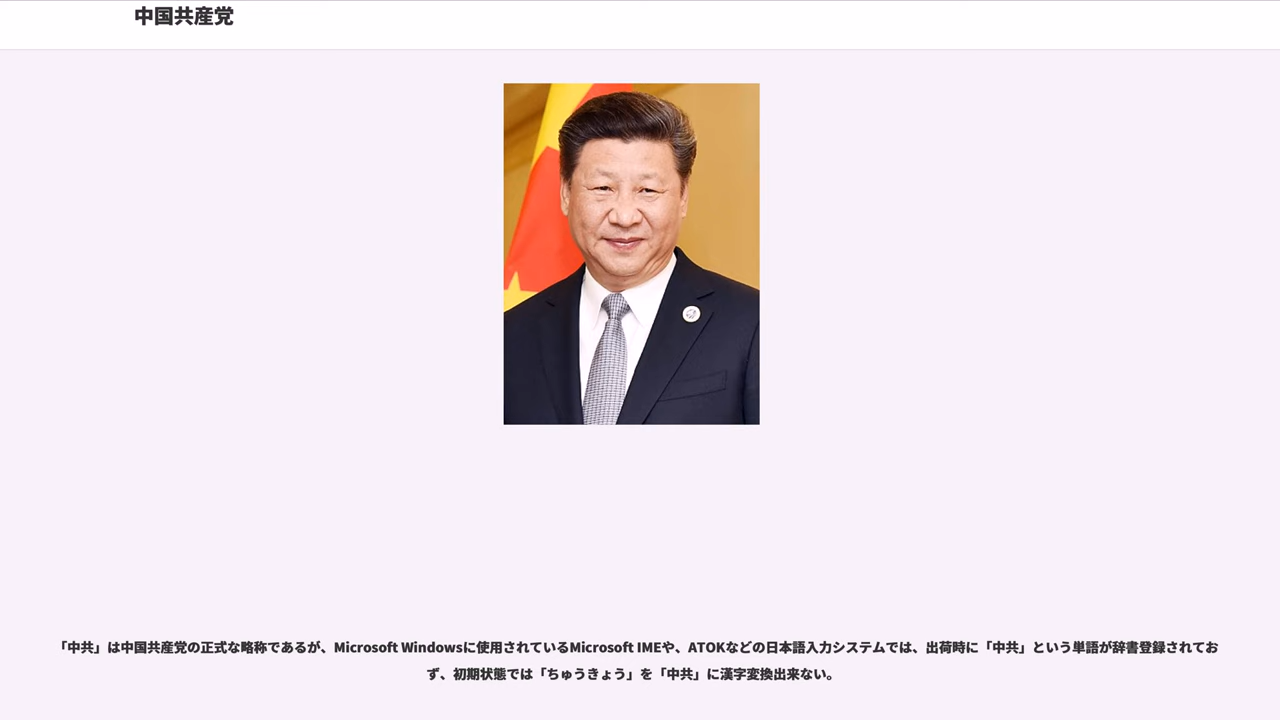 中国共産党
「中共」は中国共産党の正式な略称であるが、Microsoft Windowsに使用されているMicrosoft IMEや、ATOKなどの日本語入力システムでは、出荷時に「中共」という単語が辞書登録されてお
ず、初期状態では「ちゅうきょう」を「中共」に漢字変換出来ない。